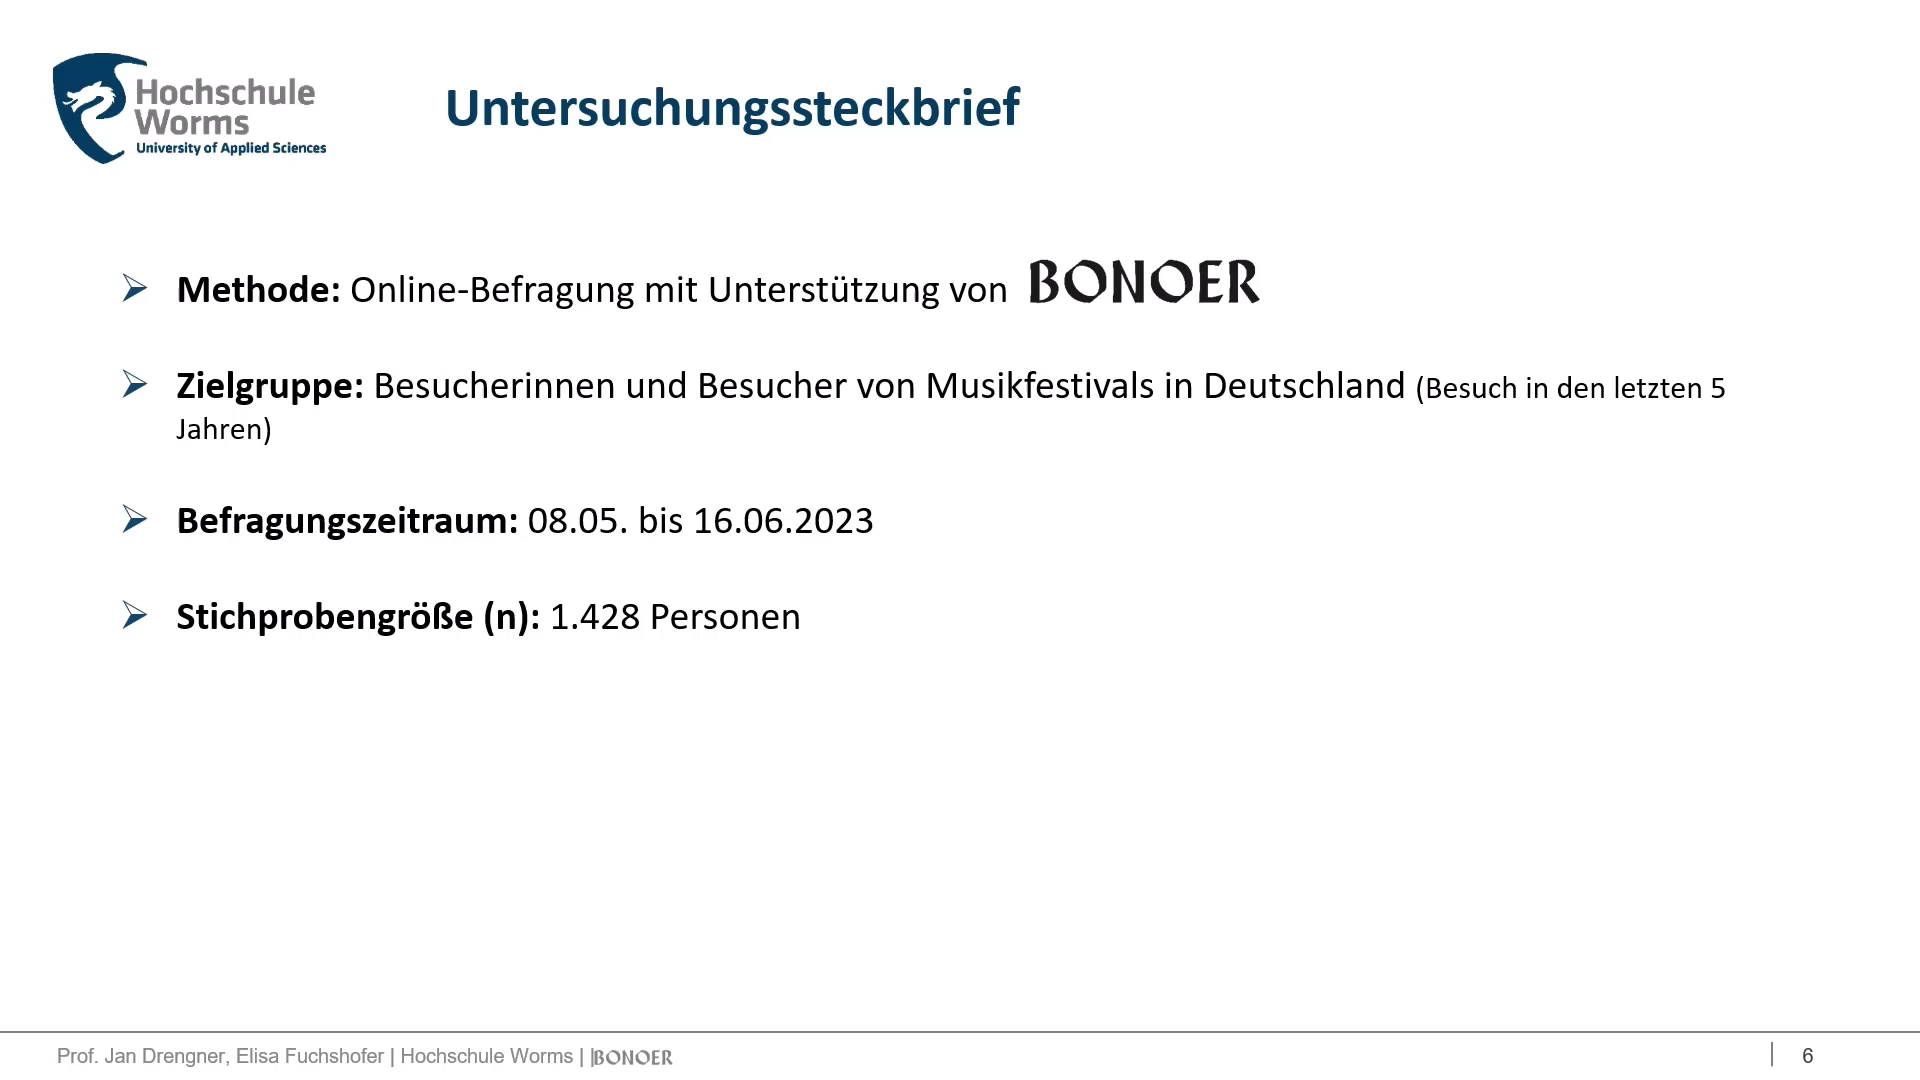 Hochschule
Worms
University of Applied Sciences
Untersuchungssteckbrief
Methode: Online-Befragung mit Unterstützung von BONOER
Zielgruppe: Besucherinnen und Besucher von Musikfestivals in Deutschland (Besuch in den letzten 5
Jahren)
Befragungszeitraum: 08.05. bis 16.06.2023
Stichprobengröße (n): 1.428 Personen
Prof. Jan Drengner, Elisa Fuchshofer | Hochschule Worms | |BONOER
6